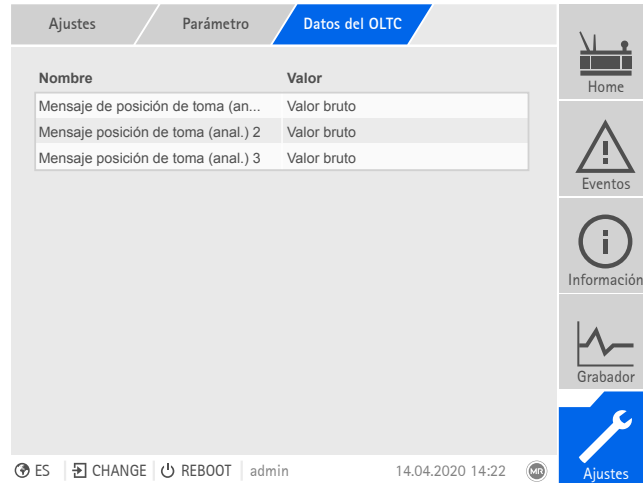 Ajustes
Parámetro
Datos del OLTC
Nombre Valor
Mensaje de posición de toma (an... Valor bruto
Mensaje posición de toma (anal.) 2 Valor bruto
Mensaje posición de toma (anal.) 3 Valor bruto
Home
Eventos
Información
Grabador
Ajustes
ES CHANGE REBOOT admin 14.04.2020 14:22 MR